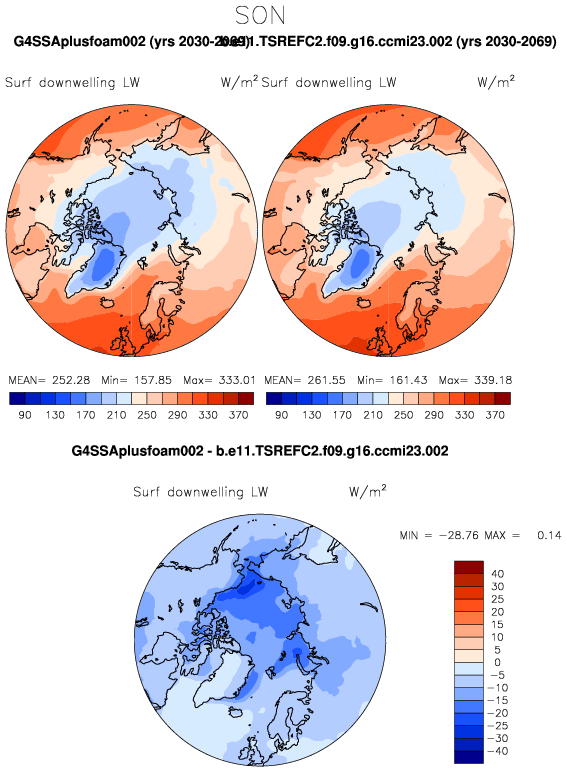 SON
G4SSAplusfoam002 (yrs 2030-2069)
b.e11.TSREFC2.f09.g16.ccmi23.002 (yrs 2030-2069)
Surf downwelling LW W/m²
Surf downwelling LW W/m²
MEAN= 252.28 Min= 157.85 Max= 333.01
MEAN= 261.55 Min= 161.43 Max= 339.18
90 130 170 210 250 290 330 370
90 130 170 210 250 290 330 370
G4SSAplusfoam002 - b.e11.TSREFC2.f09.g16.ccmi23.002
Surf downwelling LW W/m²
MIN = -28.76 MAX = 0.14
40
30
25
20
15
10
5
0
-5
-10
-15
-20
-25
-30
-40